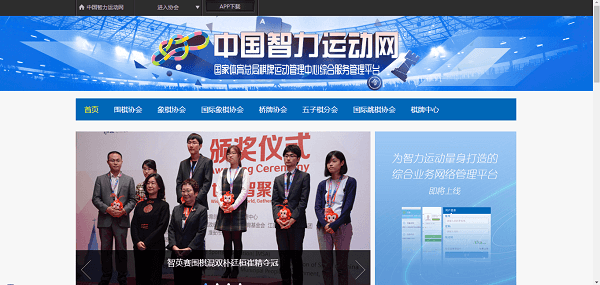 中国智力运动网 进入协会 APP下载
中国智力运动网
国家体育总局棋牌运动管理中心综合服务管理平台
首页 围棋协会 象棋协会 国际象棋协会 桥牌协会 五子棋分会 国际跳棋协会 棋牌中心
颁奖仪式
Awarding Ceremony
智聚
为智力运动量身打造的
综合业务网络管理平台
即将上线
智英赛围棋混双朴廷桓崔精夺冠